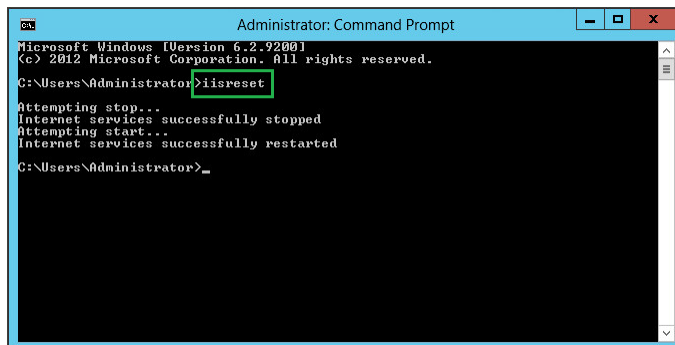 Administrator: Command Prompt
Microsoft Windows [Version 6.2.9200]
(c) 2012 Microsoft Corporation. All rights reserved.
C:\Users\Administrator>iisreset
Attempting stop...
Internet services successfully stopped
Attempting start...
Internet services successfully restarted
C:\Users\Administrator>_